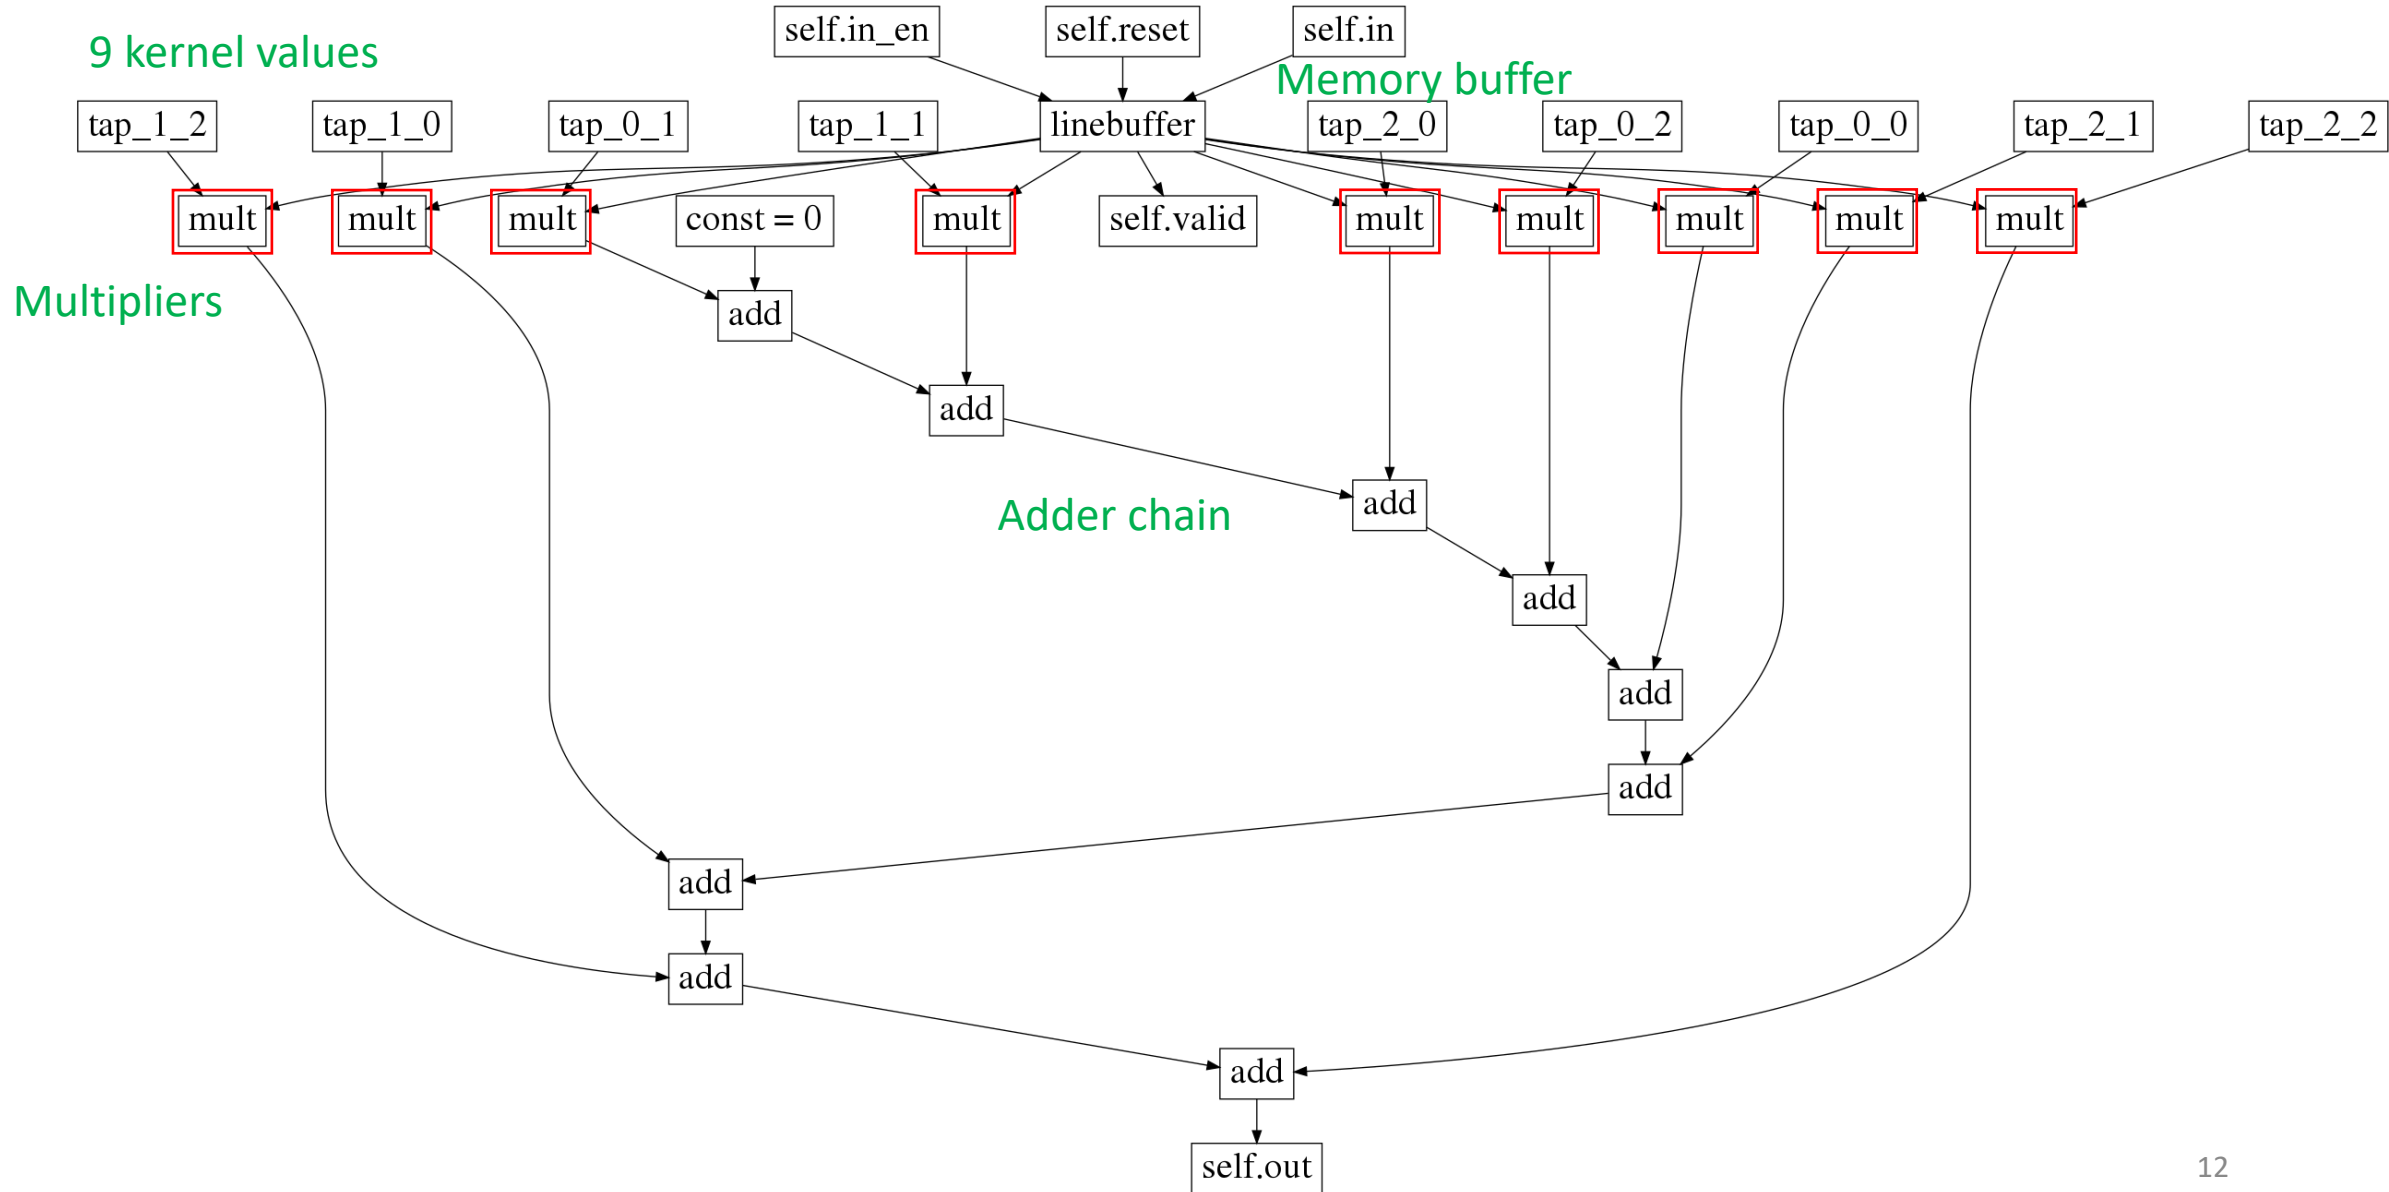 self.in_en self.reset self.in
9 kernel values
Memory buffer
tap_1_2 tap_1_0 tap_0_1 tap_1_1 linebuffer tap_2_0 tap_0_2 tap_0_0 tap_2_1 tap_2_2
mult mult mult const = 0 mult self.valid mult mult mult mult mult
Multipliers
add
add
add
Adder chain
add
add
add
add
add
add
self.out
12